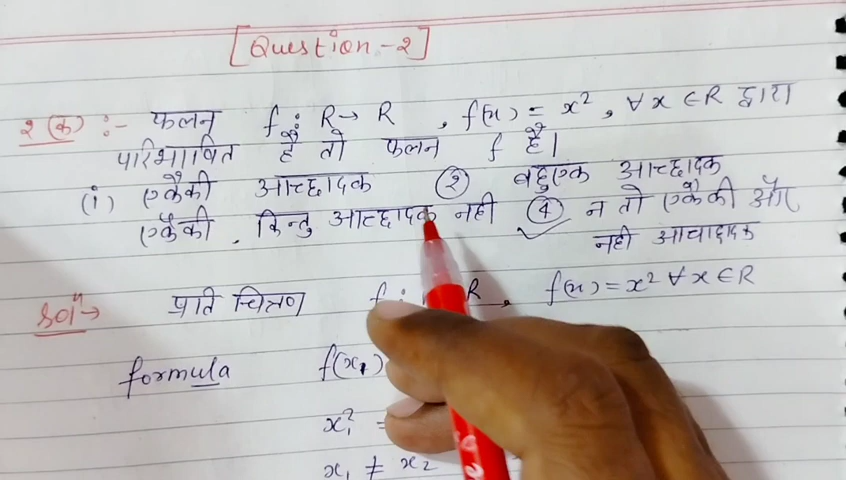 [Question-2]
2 (क) :- फलन f : R → R , f(x) = x², ∀ x ∈ R द्वारा
परिभाषित है तो फलन f है।
(i) एकैकी आच्छादक (2) बहुएक आच्छादक
एकैकी , किन्तु आच्छादक नही (4) न तो एकैकी और
नही आचादादक
Solⁿ → प्रति चित्रण f : R, f(x) = x² ∀ x ∈ R
formula f(x₁)
x₁² =
x₁ ≠ x₂